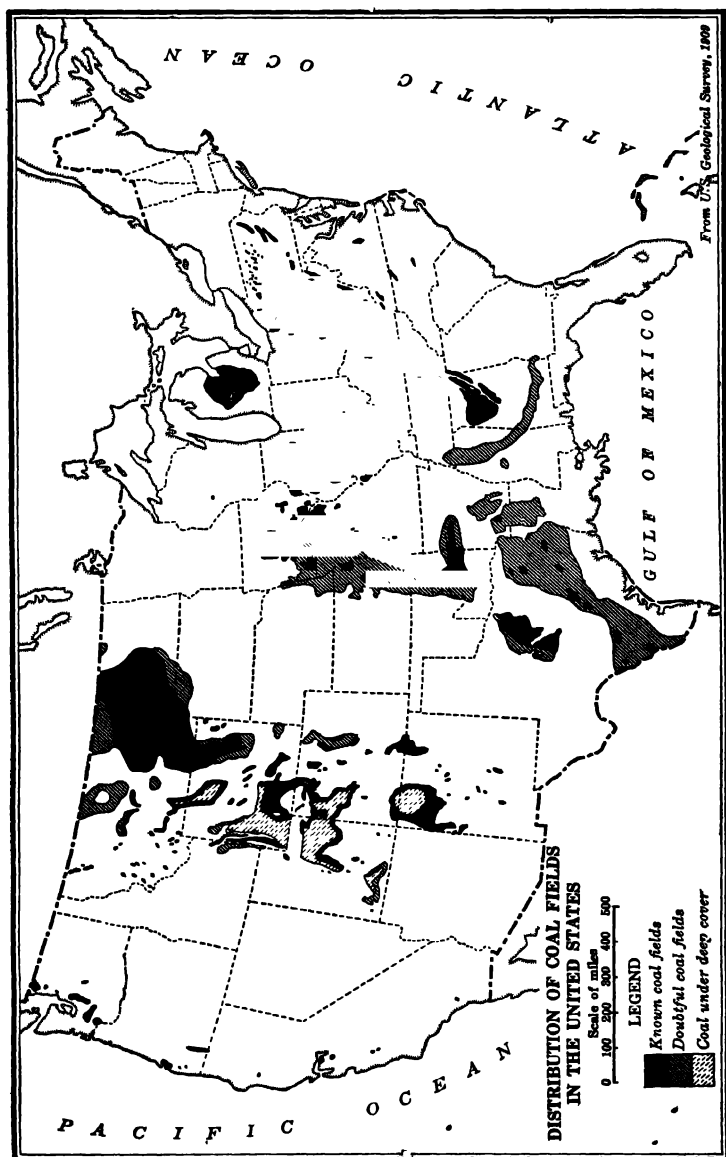 PACIFIC OCEAN
ATLANTIC OCEAN
GULF OF MEXICO
DISTRIBUTION OF COAL FIELDS
IN THE UNITED STATES
Scale of miles
0 100 200 300 400 500
LEGEND
Known coal fields
Doubtful coal fields
Coal under deep cover
From U.S. Geological Survey, 1909